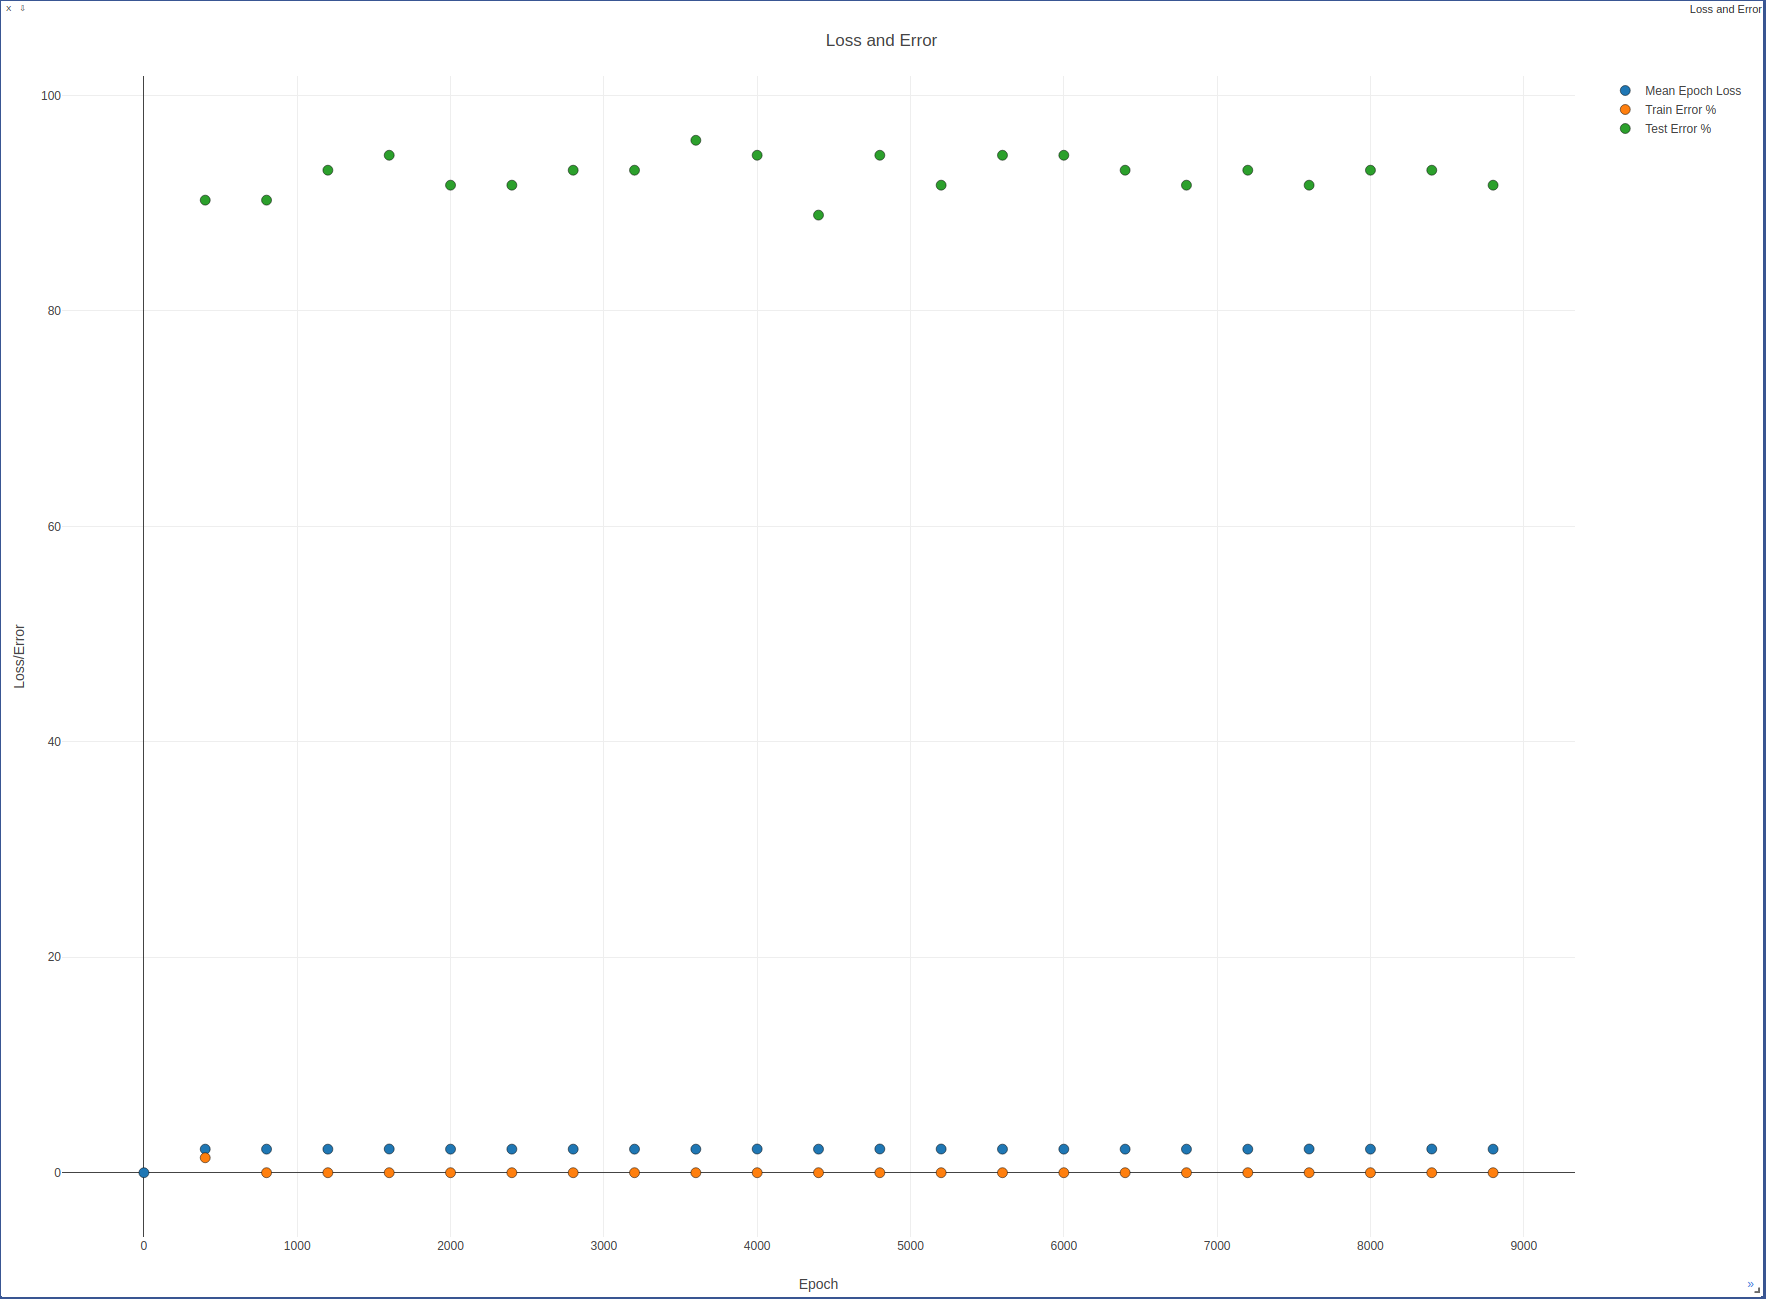 x ⇩
Loss and Error
Loss and Error
Mean Epoch Loss
Train Error %
Test Error %
100
80
60
40
20
0
Loss/Error
0 1000 2000 3000 4000 5000 6000 7000 8000 9000
Epoch
»